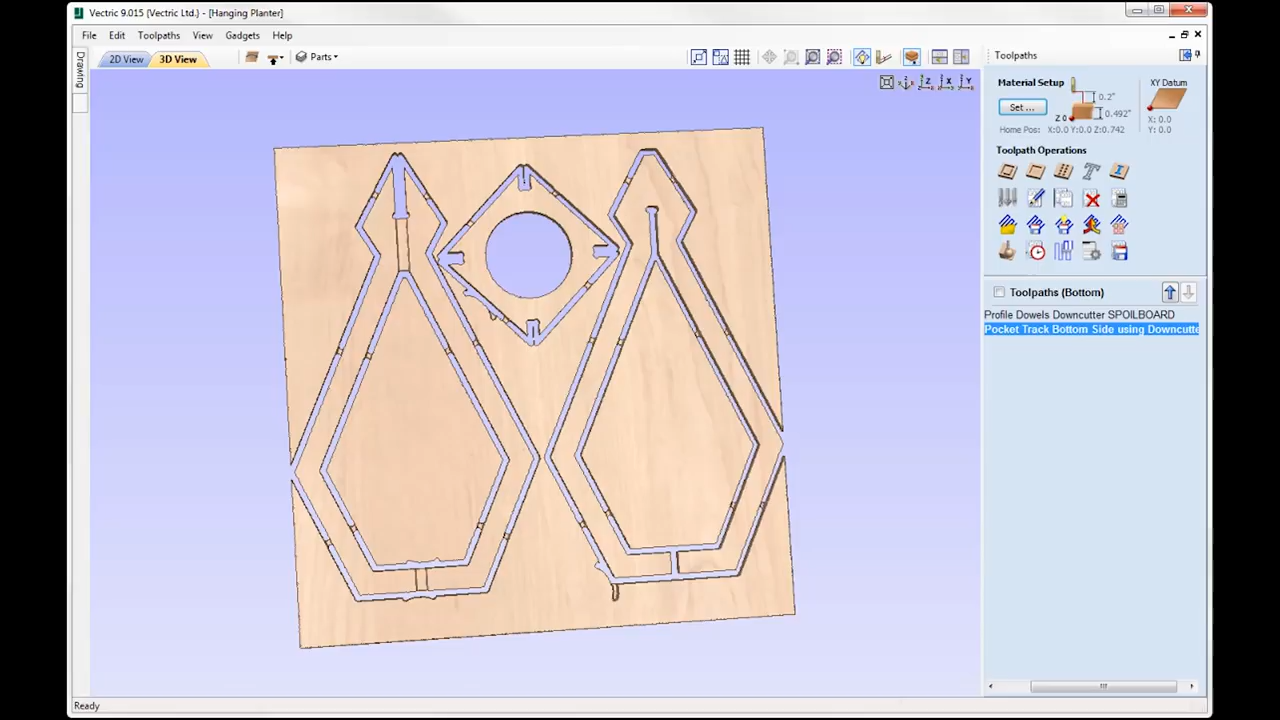 Vectric 9.015 {Vectric Ltd.} - [Hanging Planter]
File Edit Toolpaths View Gadgets Help
2D View 3D View Parts
Drawing
Toolpaths
Material Setup
Set ...
0.2"
Z 0
0.492"
Home Pos: X:0.0 Y:0.0 Z:0.742
XY Datum
X: 0.0
Y: 0.0
Toolpath Operations
Toolpaths (Bottom)
Profile Dowels Downcutter SPOILBOARD
Pocket Track Bottom Side using Downcutte
Ready